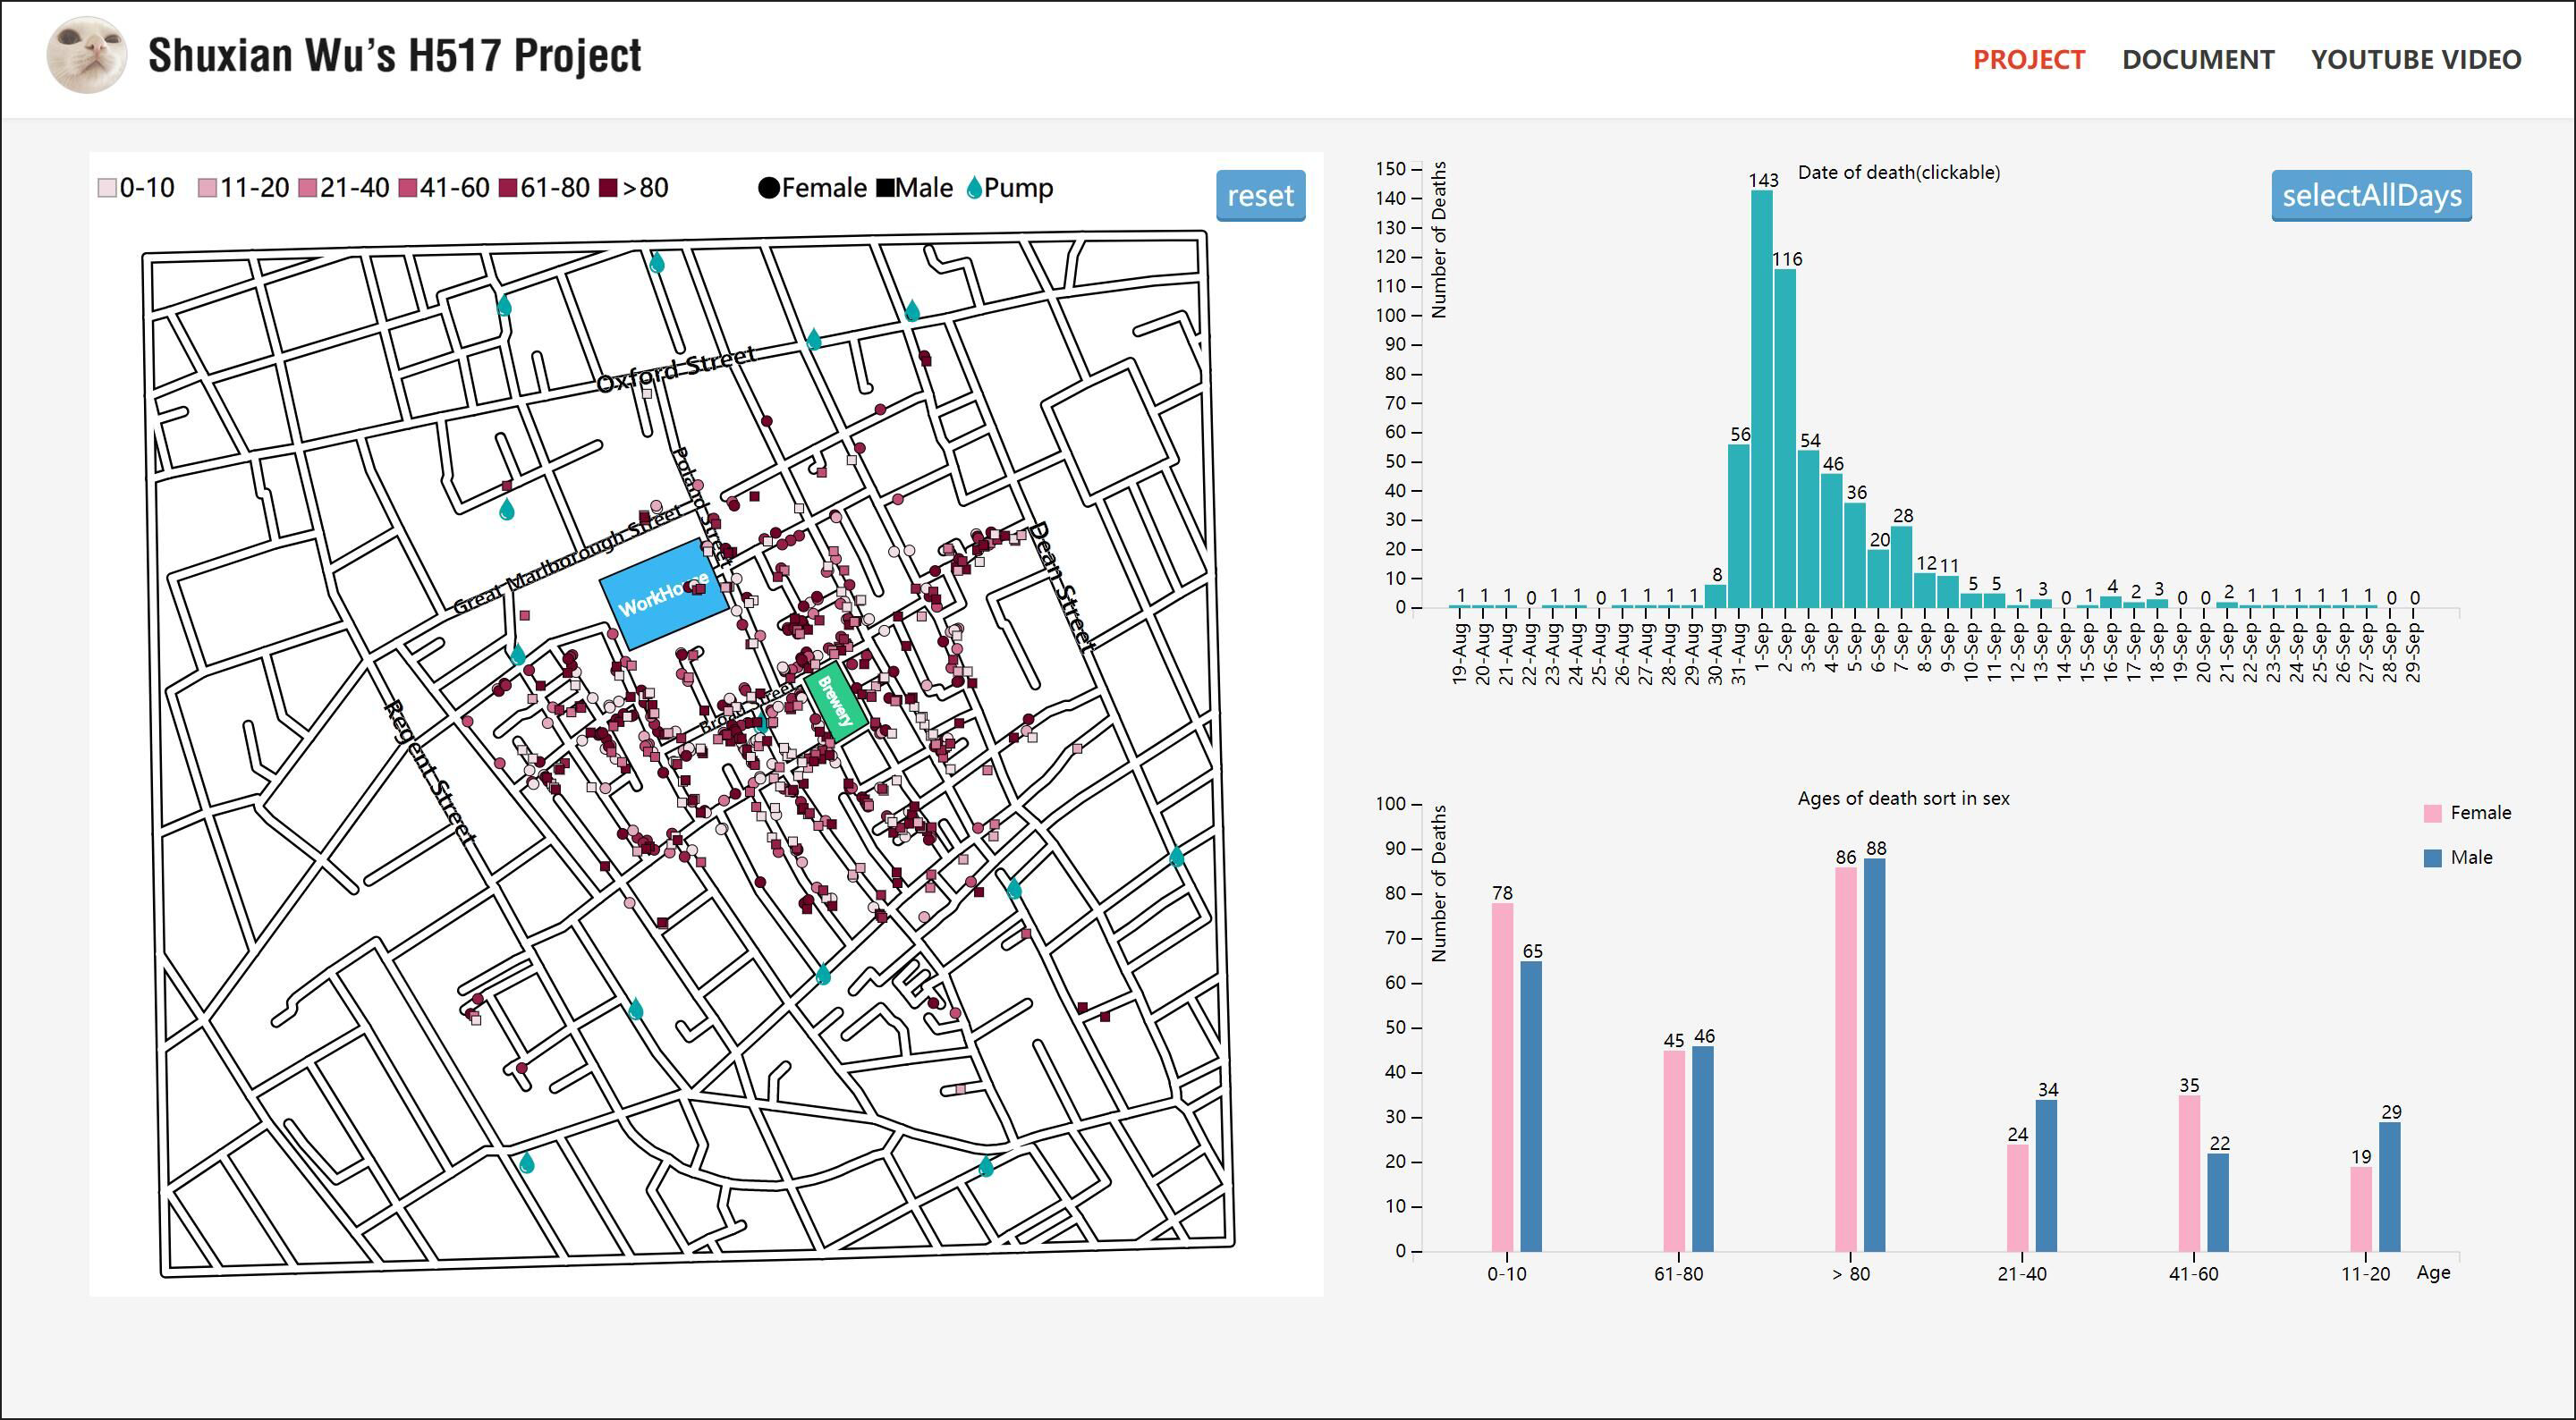 Shuxian Wu's H517 Project
PROJECT DOCUMENT YOUTUBE VIDEO
0-10 11-20 21-40 41-60 61-80 >80 Female Male Pump
reset
Oxford Street
Poland Street
Great Marlborough Street
WorkHouse
Dean Street
Broad Street
Brewery
Regent Street
Date of death(clickable)
selectAllDays
Number of Deaths
150
140
130
120
110
100
90
80
70
60
50
40
30
20
10
0
1 1 1 0 1 1 0 1 1 1 1 8 56 143 116 54 46 36 20 28 12 11 5 5 1 3 0 1 4 2 3 0 0 2 1 1 1 1 1 1 0 0
19-Aug 20-Aug 21-Aug 22-Aug 23-Aug 24-Aug 25-Aug 26-Aug 27-Aug 28-Aug 29-Aug 30-Aug 31-Aug 1-Sep 2-Sep 3-Sep 4-Sep 5-Sep 6-Sep 7-Sep 8-Sep 9-Sep 10-Sep 11-Sep 12-Sep 13-Sep 14-Sep 15-Sep 16-Sep 17-Sep 18-Sep 19-Sep 20-Sep 21-Sep 22-Sep 23-Sep 24-Sep 25-Sep 26-Sep 27-Sep 28-Sep 29-Sep
Ages of death sort in sex
Female
Male
Number of Deaths
100
90
80
70
60
50
40
30
20
10
0
78 65 45 46 86 88 24 34 35 22 19 29
0-10 61-80 > 80 21-40 41-60 11-20 Age